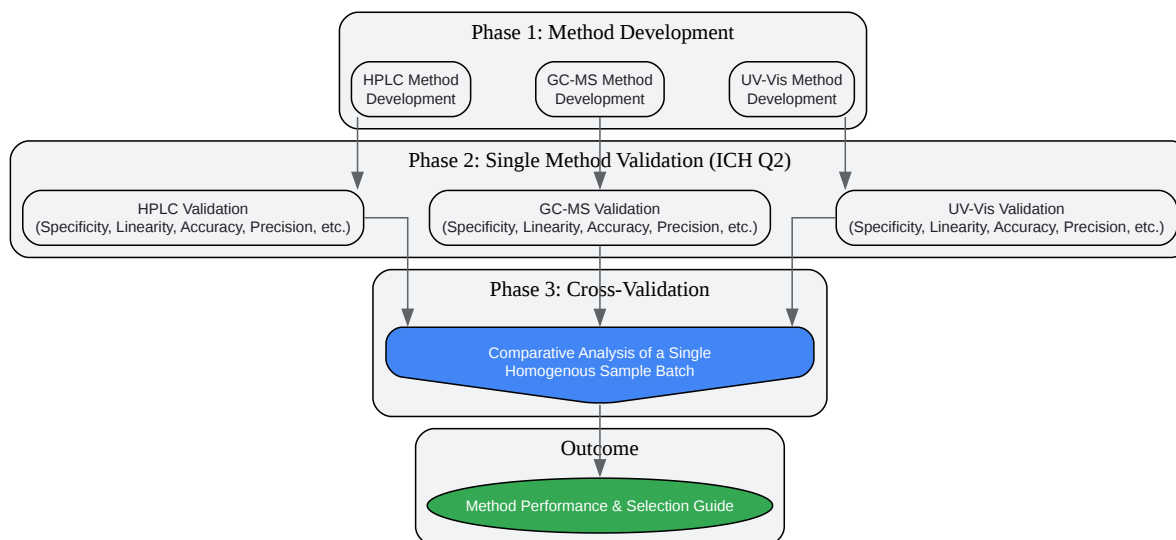 Phase 1: Method Development
HPLC Method
Development
GC-MS Method
Development
UV-Vis Method
Development
Phase 2: Single Method Validation (ICH Q2)
HPLC Validation
(Specificity, Linearity, Accuracy, Precision, etc.)
GC-MS Validation
(Specificity, Linearity, Accuracy, Precision, etc.)
UV-Vis Validation
(Specificity, Linearity, Accuracy, Precision, etc.)
Phase 3: Cross-Validation
Comparative Analysis of a Single
Homogenous Sample Batch
Outcome
Method Performance & Selection Guide